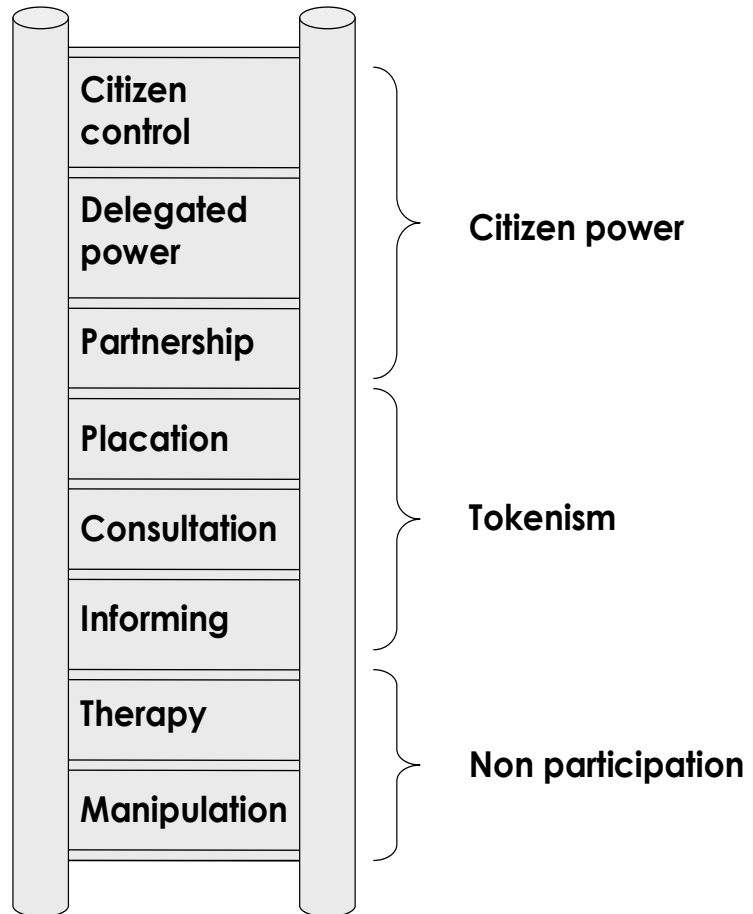 Citizen
control
Delegated
power
Partnership
Placation
Consultation
Informing
Therapy
Manipulation
Citizen power
Tokenism
Non participation